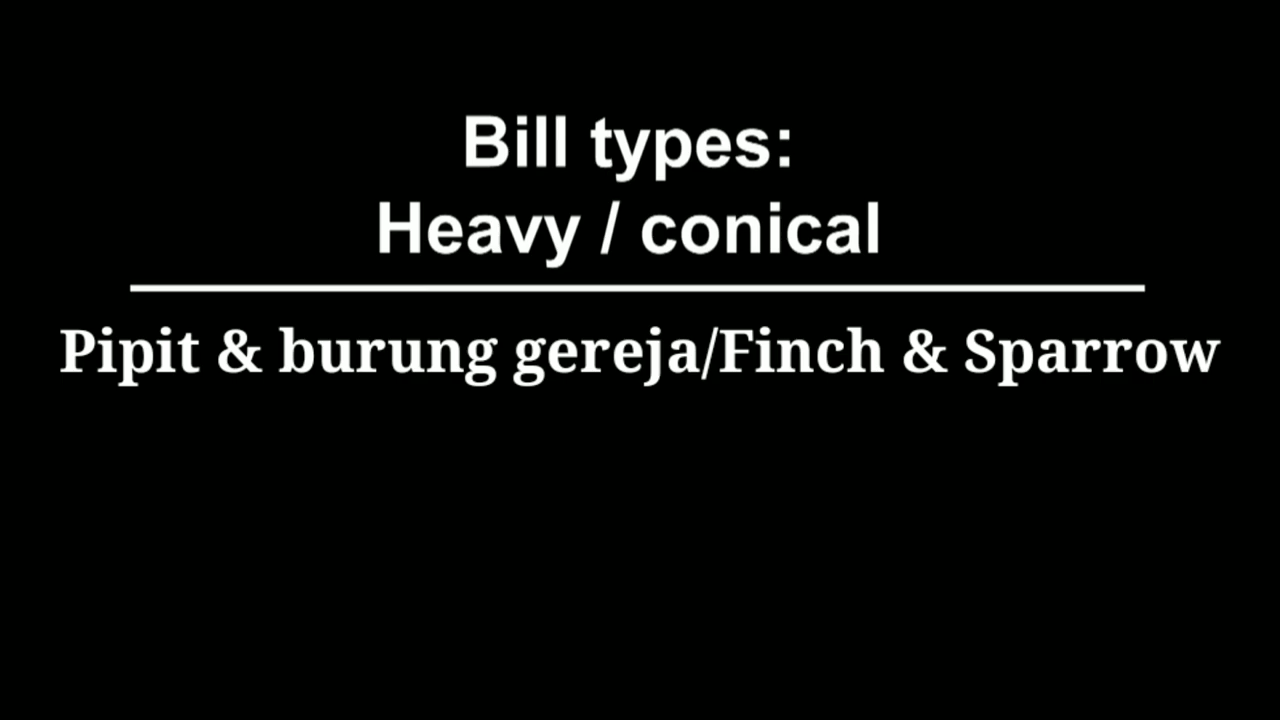 Bill types:
Heavy / conical
Pipit & burung gereja/Finch & Sparrow